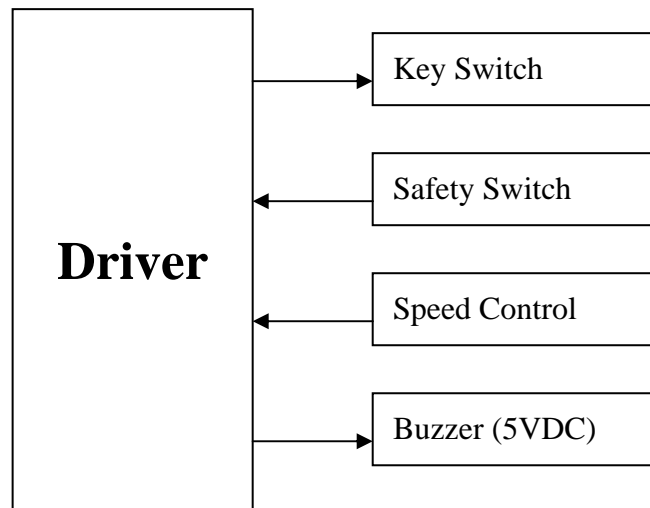 Key Switch
Safety Switch
Driver
Speed Control
Buzzer (5VDC)